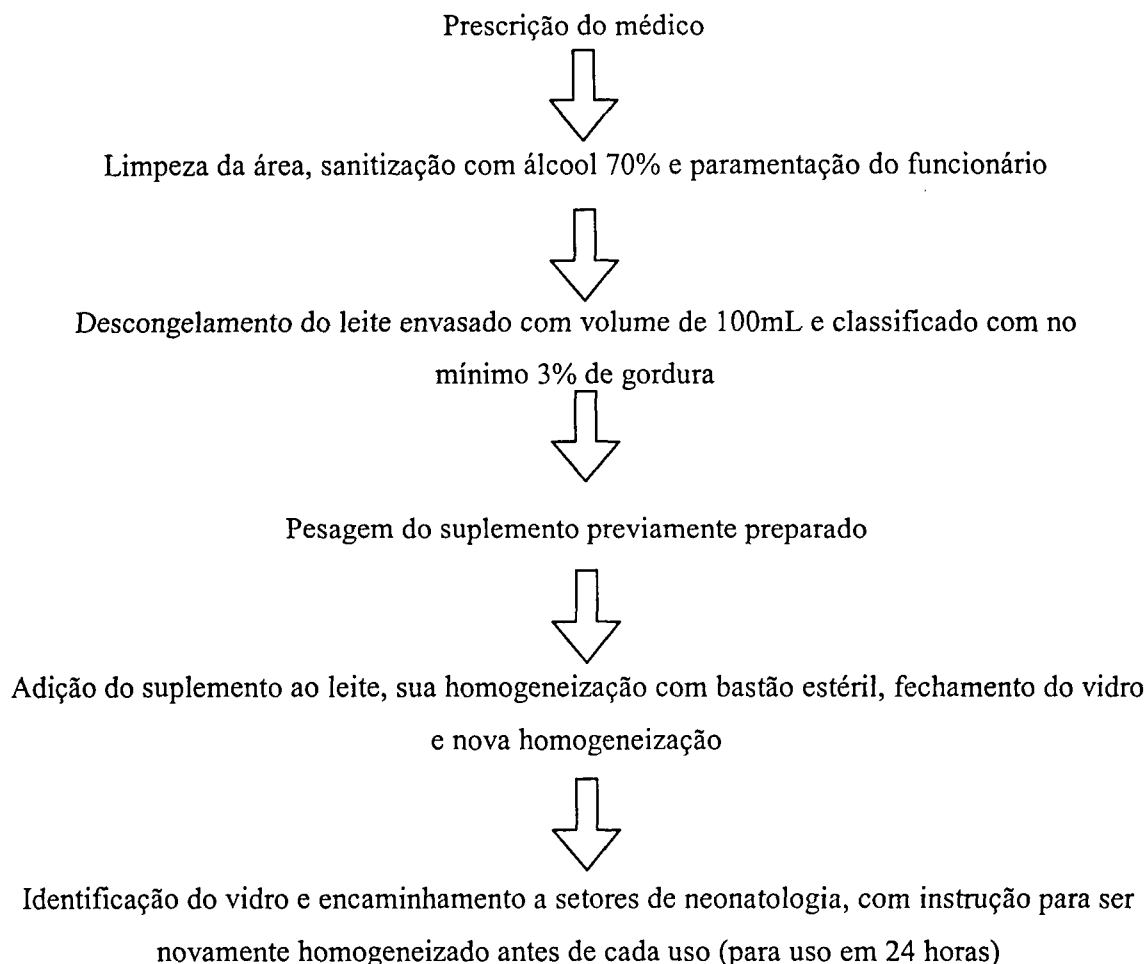 Prescrição do médico
Limpeza da área, sanitização com álcool 70% e paramentação do funcionário
Descongelamento do leite envasado com volume de 100mL e classificado com no
mínimo 3% de gordura
Pesagem do suplemento previamente preparado
Adição do suplemento ao leite, sua homogeneização com bastão estéril, fechamento do vidro
e nova homogeneização
Identificação do vidro e encaminhamento a setores de neonatologia, com instrução para ser
novamente homogeneizado antes de cada uso (para uso em 24 horas)